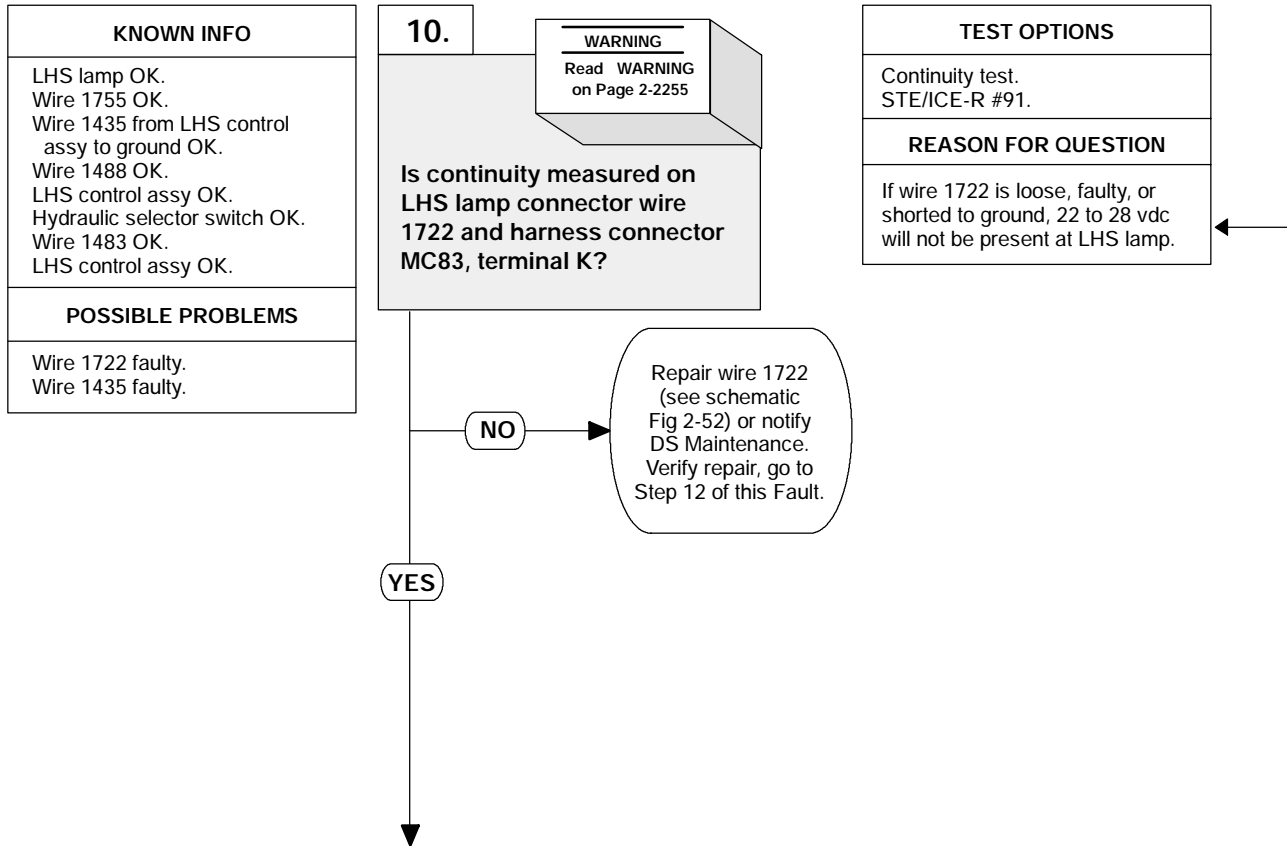 KNOWN INFO
LHS lamp OK.
Wire 1755 OK.
Wire 1435 from LHS control
assy to ground OK.
Wire 1488 OK.
LHS control assy OK.
Hydraulic selector switch OK.
Wire 1483 OK.
LHS control assy OK.
POSSIBLE PROBLEMS
Wire 1722 faulty.
Wire 1435 faulty.
10.
WARNING
Read WARNING
on Page 2-2255
Is continuity measured on
LHS lamp connector wire
1722 and harness connector
MC83, terminal K?
TEST OPTIONS
Continuity test.
STE/ICE-R #91.
REASON FOR QUESTION
If wire 1722 is loose, faulty, or
shorted to ground, 22 to 28 vdc
will not be present at LHS lamp.
NO
Repair wire 1722
(see schematic
Fig 2-52) or notify
DS Maintenance.
Verify repair, go to
Step 12 of this Fault.
YES